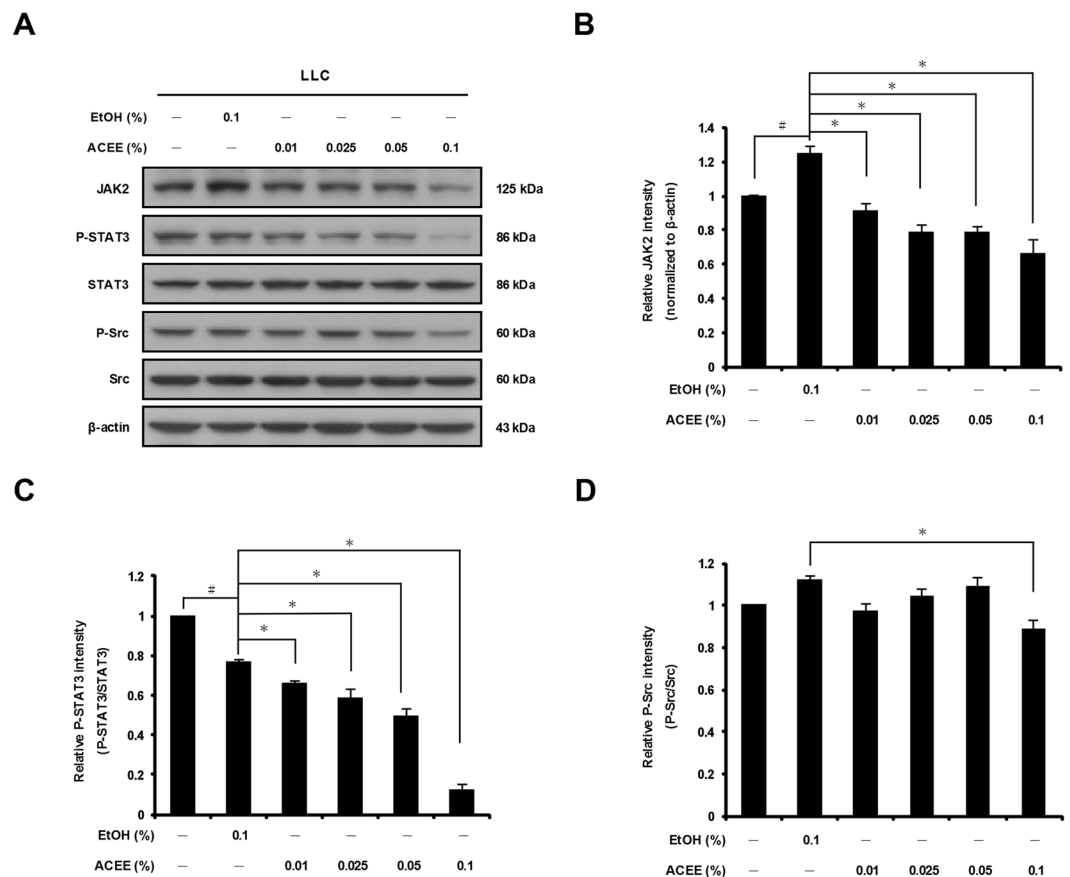 A
LLC
EtOH (%) — 0.1 — — — —
ACEE (%) — — 0.01 0.025 0.05 0.1
JAK2 125 kDa
P-STAT3 86 kDa
STAT3 86 kDa
P-Src 60 kDa
Src 60 kDa
β-actin 43 kDa
B
*
*
*
# *
Relative JAK2 intensity
(normalized to β-actin)
1.4
1.2
1
0.8
0.6
0.4
0.2
0
EtOH (%) — 0.1 — — — —
ACEE (%) — — 0.01 0.025 0.05 0.1
C
*
*
#
*
*
Relative P-STAT3 intensity
(P-STAT3/STAT3)
1.2
1
0.8
0.6
0.4
0.2
0
EtOH (%) — 0.1 — — — —
ACEE (%) — — 0.01 0.025 0.05 0.1
D
*
Relative P-Src intensity
(P-Src/Src)
1.2
1
0.8
0.6
0.4
0.2
0
EtOH (%) — 0.1 — — — —
ACEE (%) — — 0.01 0.025 0.05 0.1